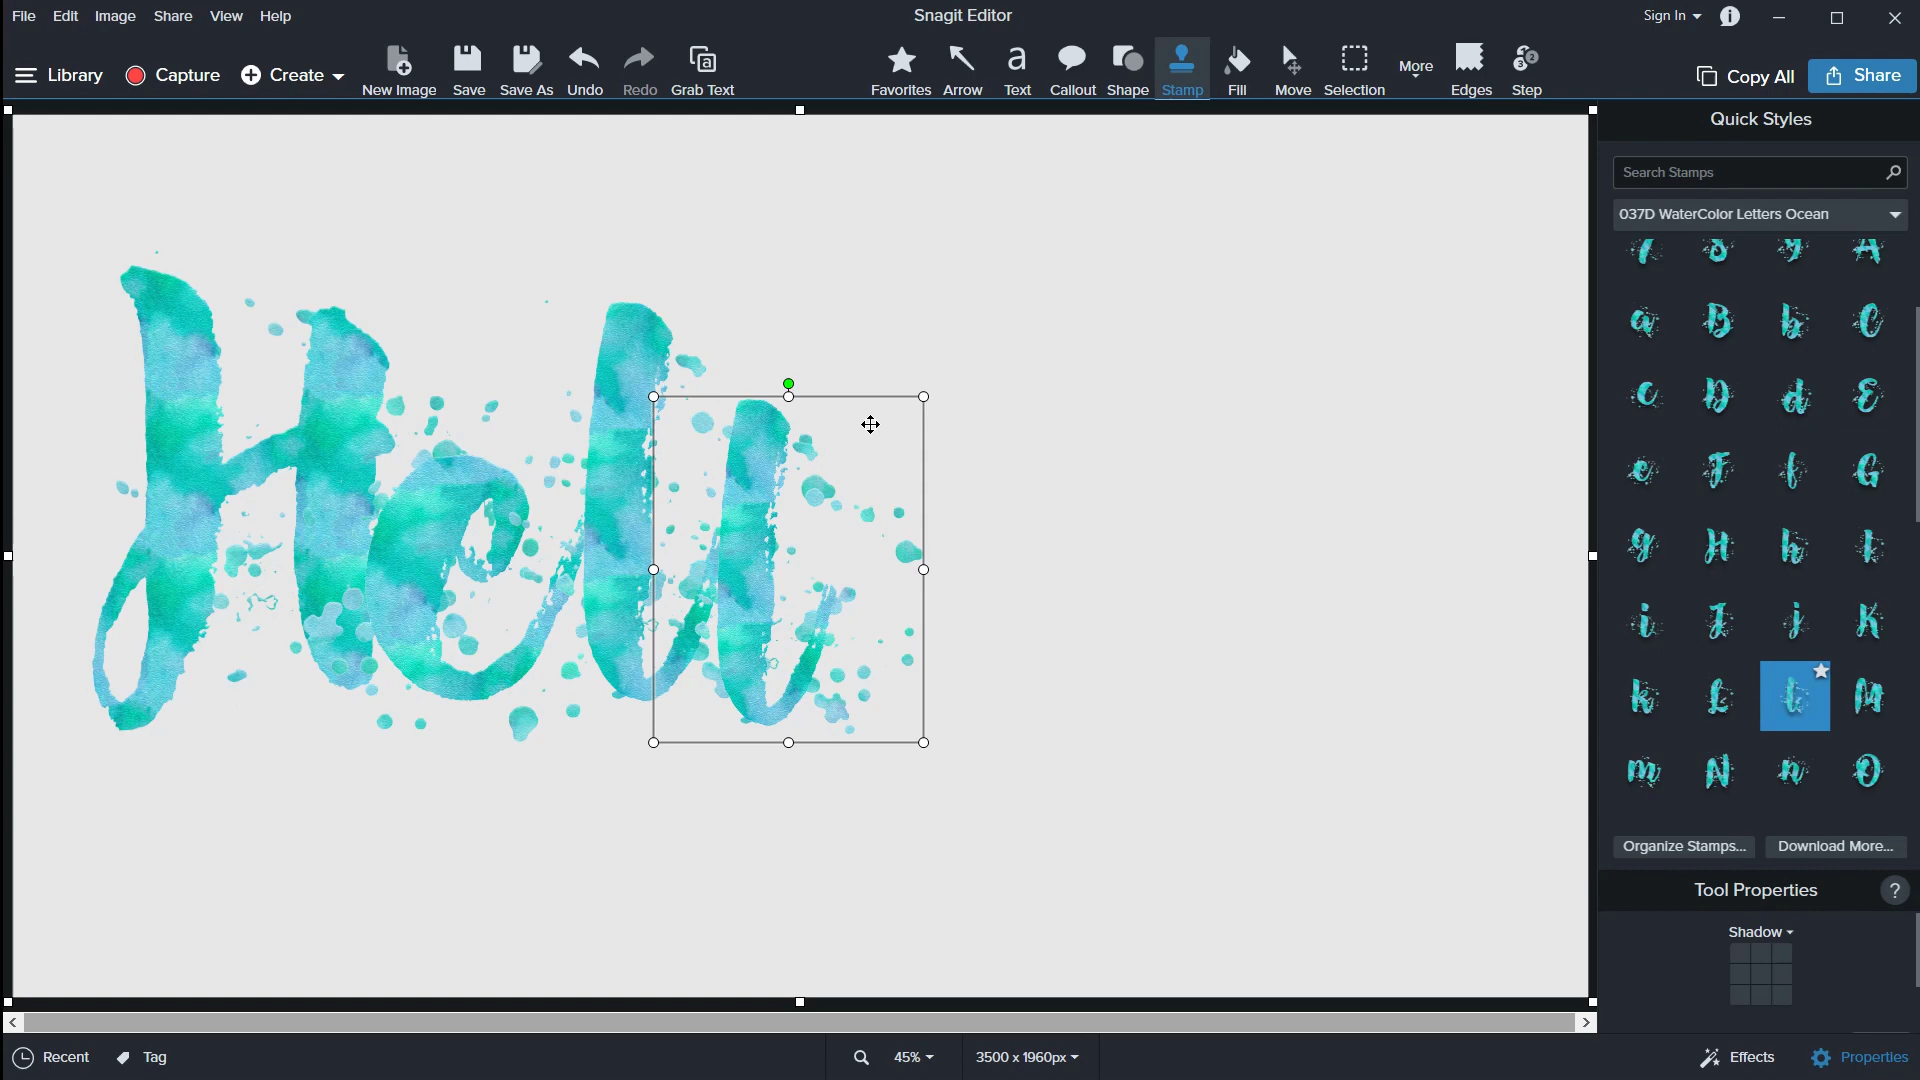 File Edit Image Share View Help
Snagit Editor
Sign In
Library Capture Create New Image Save Save As Undo Redo Grab Text Favorites Arrow Text Callout Shape Stamp Fill Move Selection More Edges Step Copy All Share
Quick Styles
Search Stamps
037D WaterColor Letters Ocean
7 8 9 A
a B b C
c D d E
e F f G
g H h I
i J j K
k L l M
m N n O
Hell
Organize Stamps... Download More...
Tool Properties ?
Shadow
Recent Tag 45% 3500 x 1960px Effects Properties